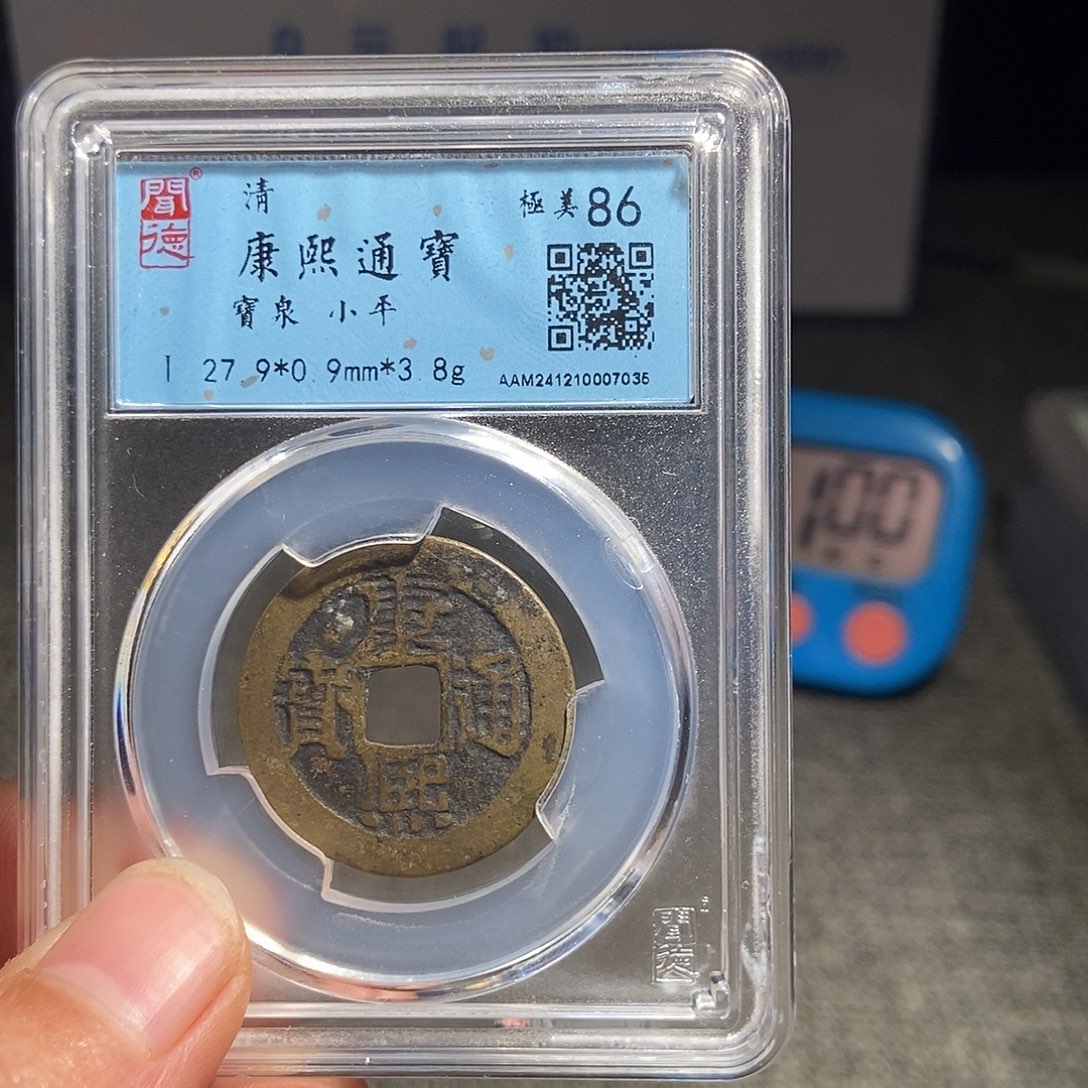 聞德®
清
康熙通寶
寶泉 小平
極美86
I 27.9*0.9mm*3.8g
AAM241210007035
康熙通寶
聞德
100